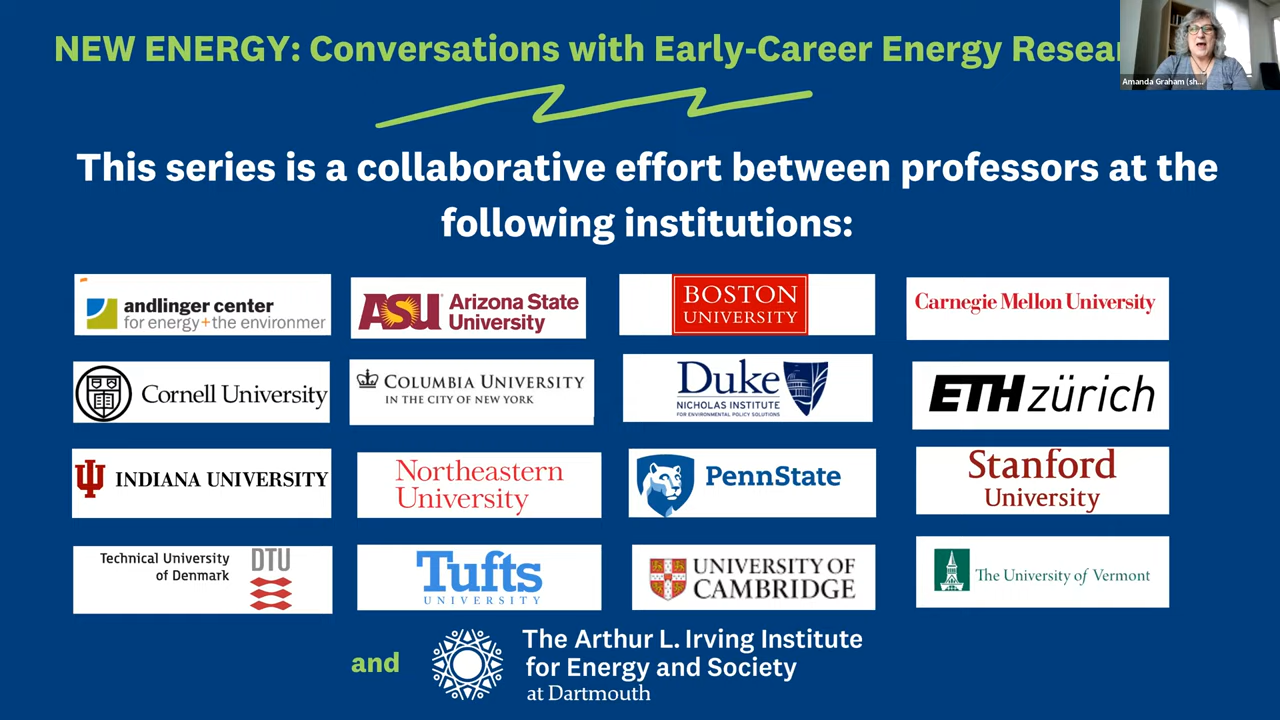 NEW ENERGY: Conversations with Early-Career Energy
Amanda Graham
This series is a collaborative effort between professors at the
following institutions:
andlinger center
for energy+the environmer
ASU Arizona State
University
BOSTON
UNIVERSITY
Carnegie Mellon University
Cornell University
COLUMBIA UNIVERSITY
IN THE CITY OF NEW YORK
Duke
NICHOLAS INSTITUTE
FOR ENVIRONMENTAL POLICY SOLUTIONS
ETH zürich
INDIANA UNIVERSITY
Northeastern
University
PennState
Stanford
University
Technical University
of Denmark
DTU
Tufts
UNIVERSITY
UNIVERSITY OF
CAMBRIDGE
The University of Vermont
and
The Arthur L. Irving Institute
for Energy and Society
at Dartmouth